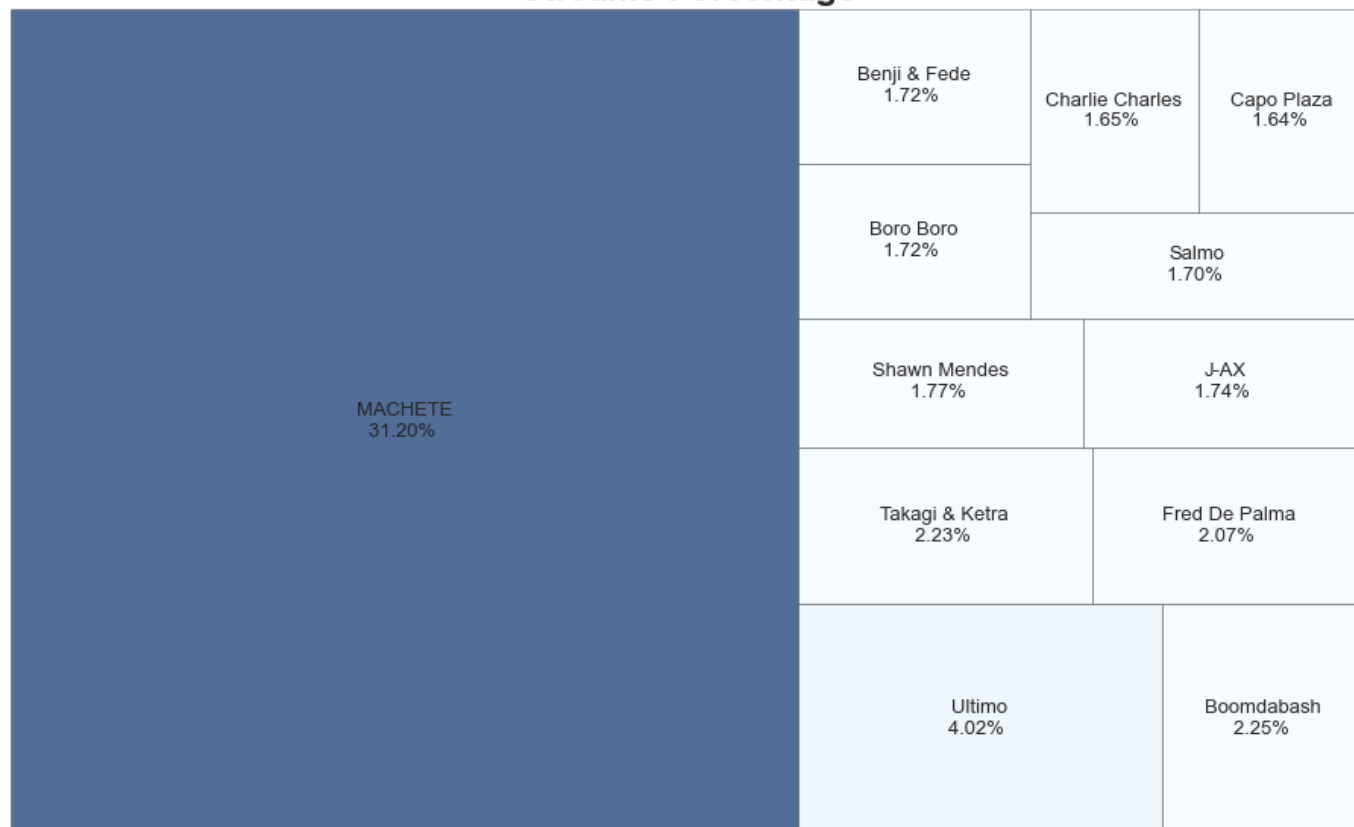 Benji & Fede
1.72%
Charlie Charles
1.65%
Capo Plaza
1.64%
Boro Boro
1.72%
Salmo
1.70%
Shawn Mendes
1.77%
J-AX
1.74%
MACHETE
31.20%
Takagi & Ketra
2.23%
Fred De Palma
2.07%
Ultimo
4.02%
Boomdabash
2.25%